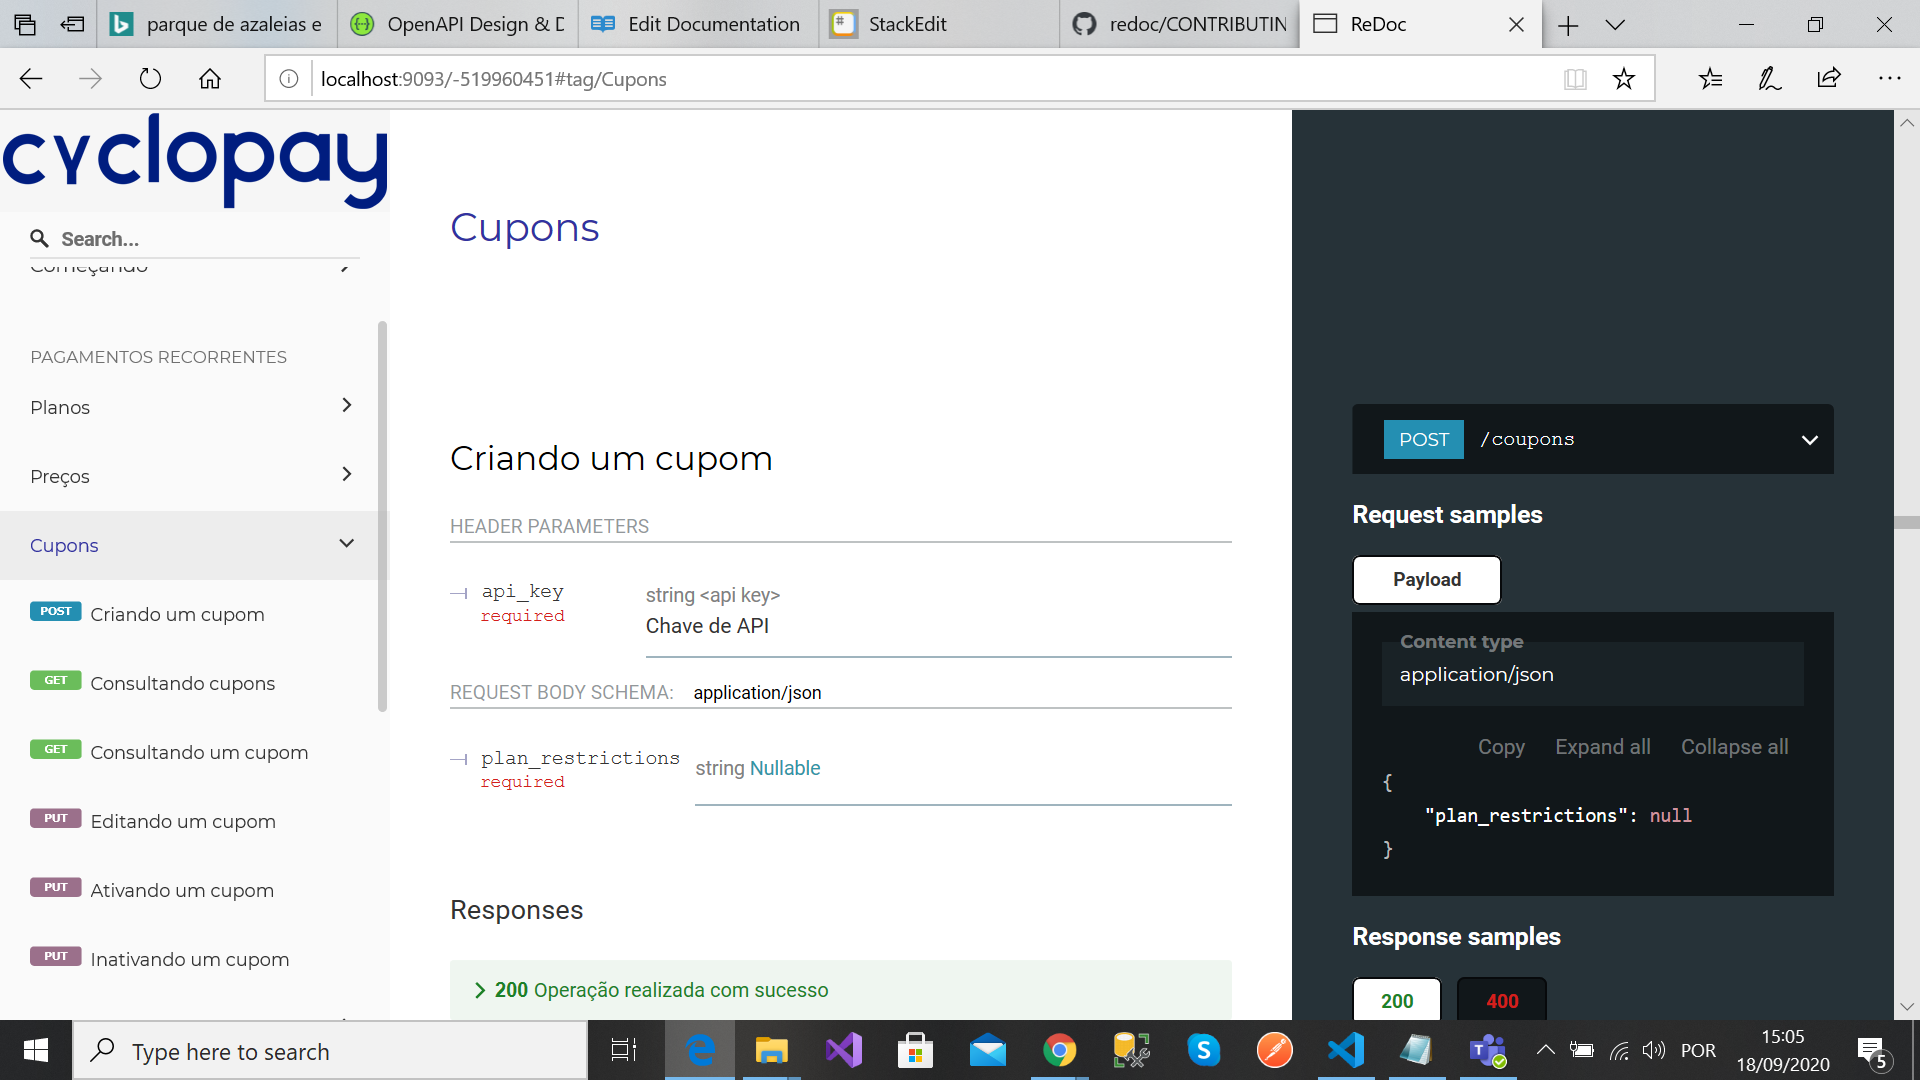 parque de azaleias e
OpenAPI Design & D
Edit Documentation
StackEdit
redoc/CONTRIBUTIN
ReDoc
localhost:9093/-519960451#tag/Cupons
cyclopay
Search...
Começando
PAGAMENTOS RECORRENTES
Planos
Preços
Cupons
POST Criando um cupom
GET Consultando cupons
GET Consultando um cupom
PUT Editando um cupom
PUT Ativando um cupom
PUT Inativando um cupom
Cupons
Criando um cupom
HEADER PARAMETERS
api_key
required
string <api key>
Chave de API
REQUEST BODY SCHEMA: application/json
plan_restrictions
required
string Nullable
Responses
200 Operação realizada com sucesso
POST /coupons
Request samples
Payload
Content type
application/json
Copy Expand all Collapse all
{
"plan_restrictions": null
}
Response samples
200 400
Type here to search
POR
15:05
18/09/2020
5